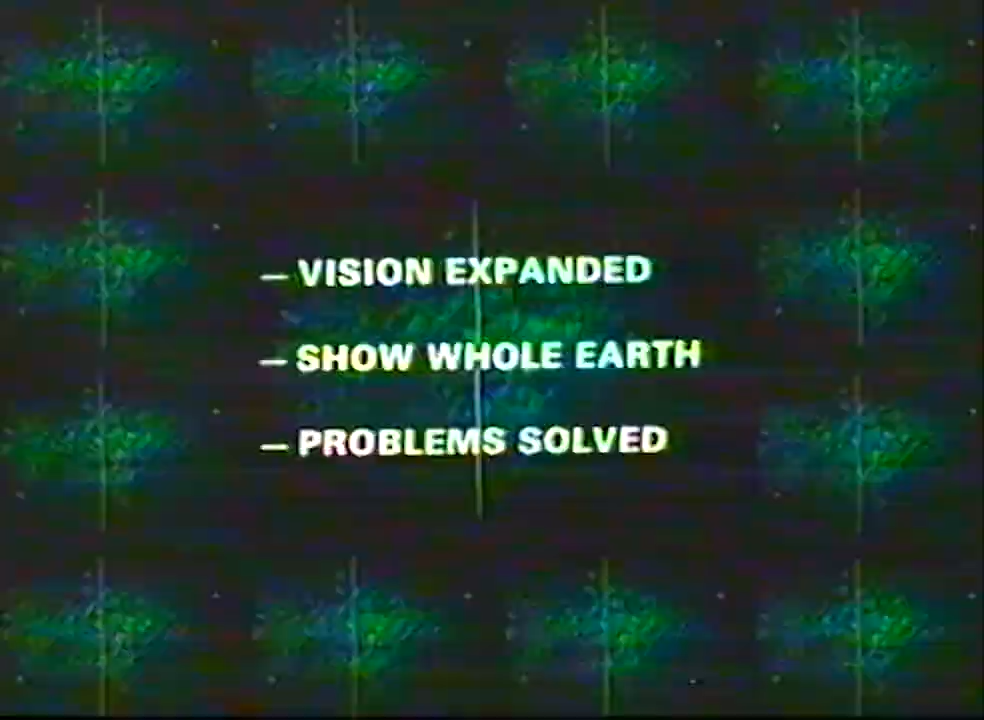 – VISION EXPANDED
– SHOW WHOLE EARTH
– PROBLEMS SOLVED